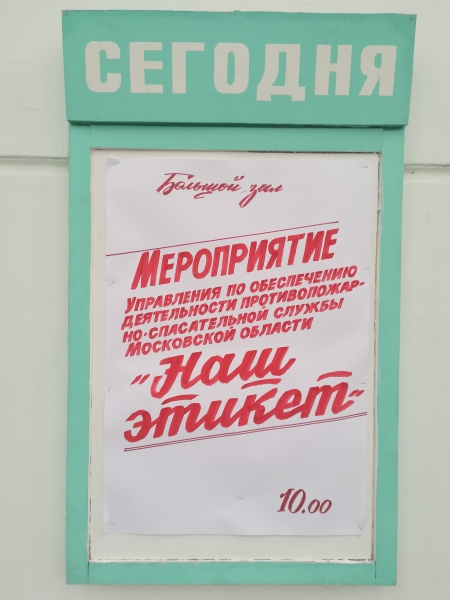 СЕГОДНЯ
Большой зал
МЕРОПРИЯТИЕ
УПРАВЛЕНИЯ ПО ОБЕСПЕЧЕНИЮ
ДЕЯТЕЛЬНОСТИ ПРОТИВОПОЖАР-
НО-СПАСАТЕЛЬНОЙ СЛУЖБЫ
МОСКОВСКОЙ ОБЛАСТИ
"Наш
этикет"
10.00